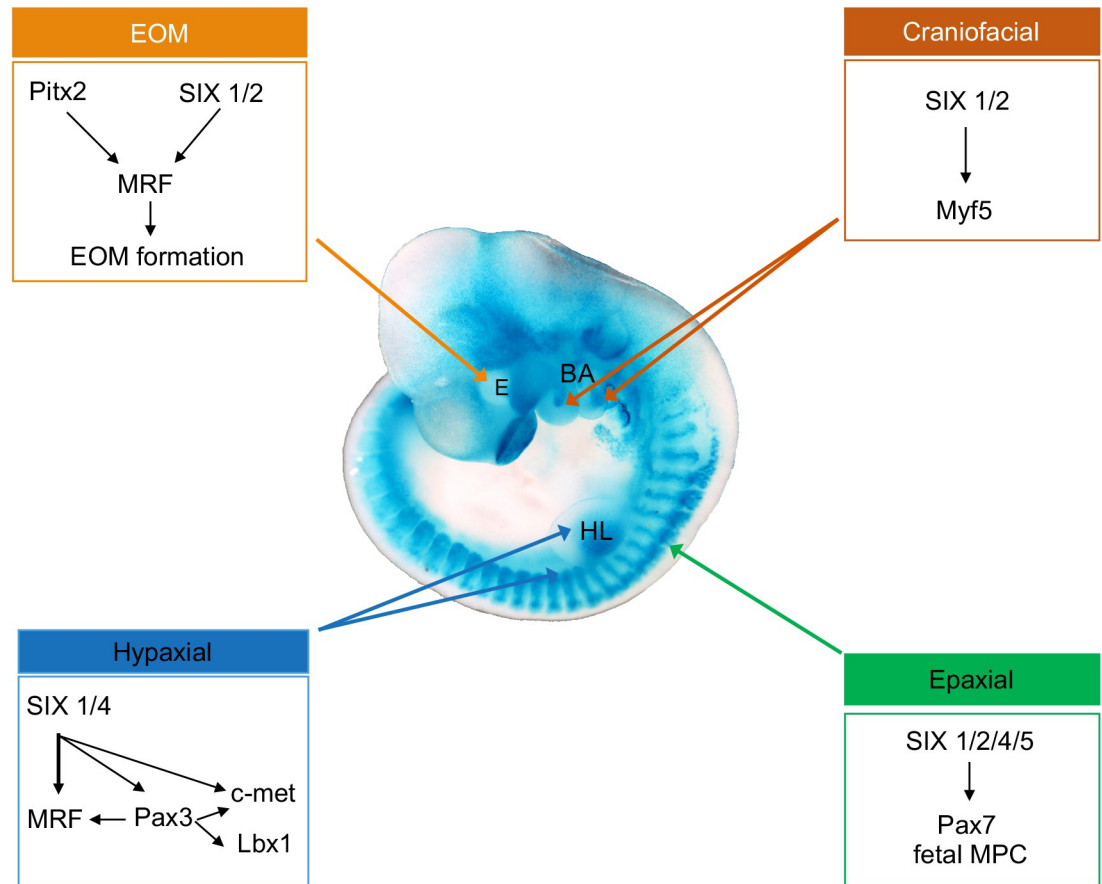 EOM
Pitx2
SIX 1/2
MRF
EOM formation
Craniofacial
SIX 1/2
Myf5
E
BA
HL
Hypaxial
SIX 1/4
MRF
Pax3
c-met
Lbx1
Epaxial
SIX 1/2/4/5
Pax7
fetal MPC